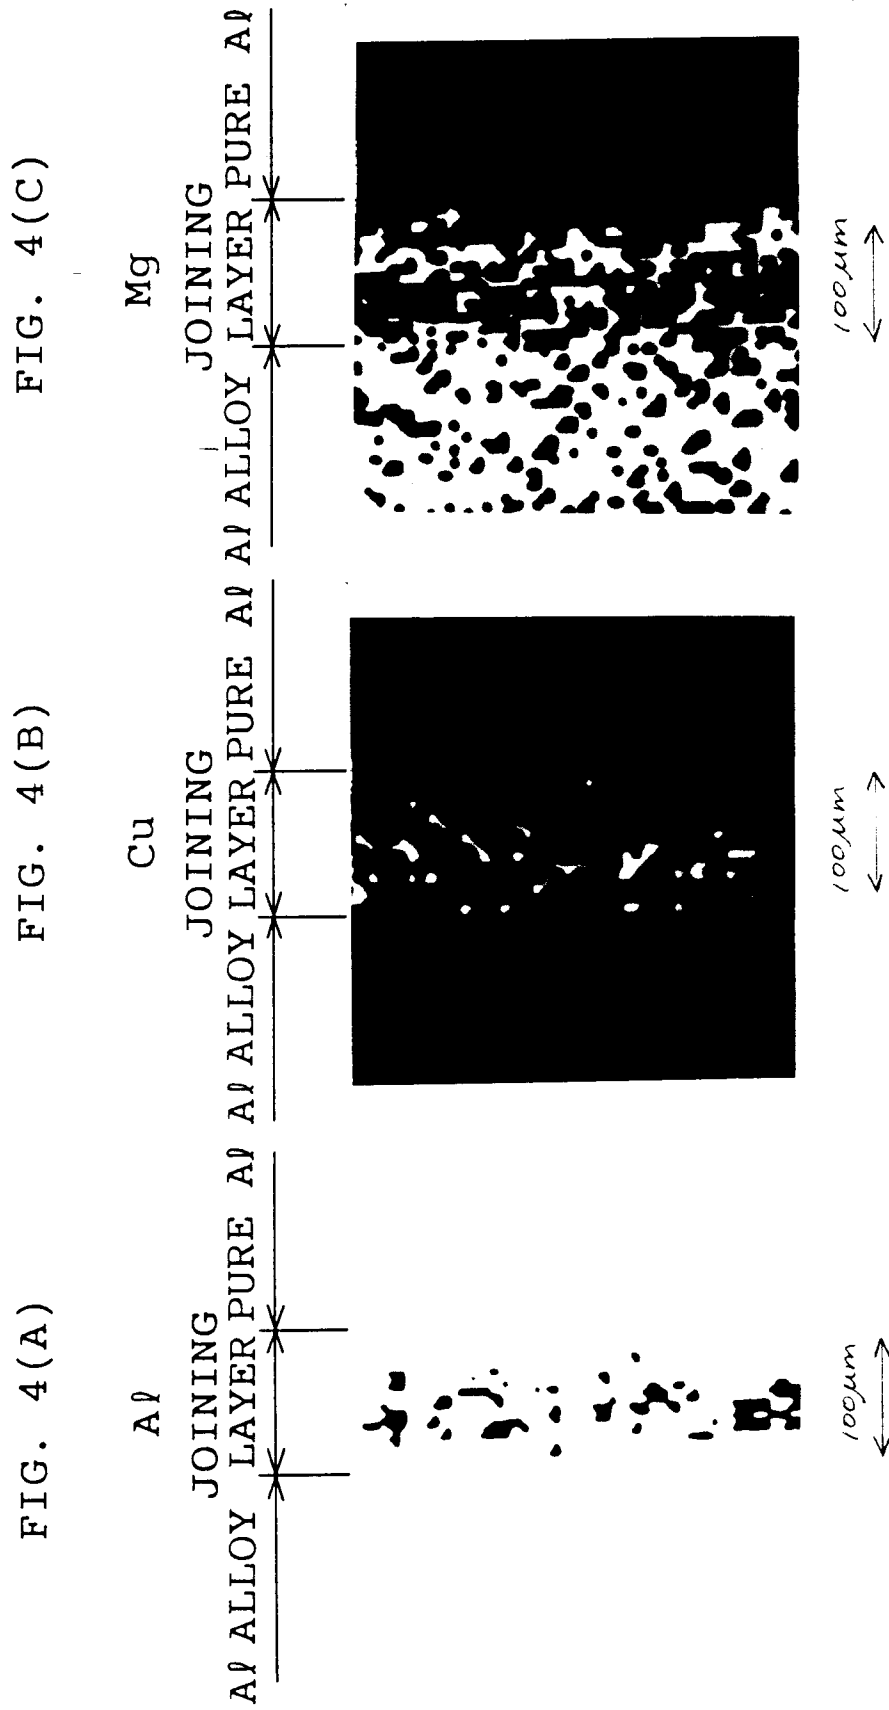 FIG. 4(A)
Aℓ
JOINING
Aℓ ALLOY LAYER PURE Aℓ
100μm
FIG. 4(B)
Cu
JOINING
Aℓ ALLOY LAYER PURE Aℓ
100μm
FIG. 4(C)
Mg
JOINING
Aℓ ALLOY LAYER PURE Aℓ
100μm